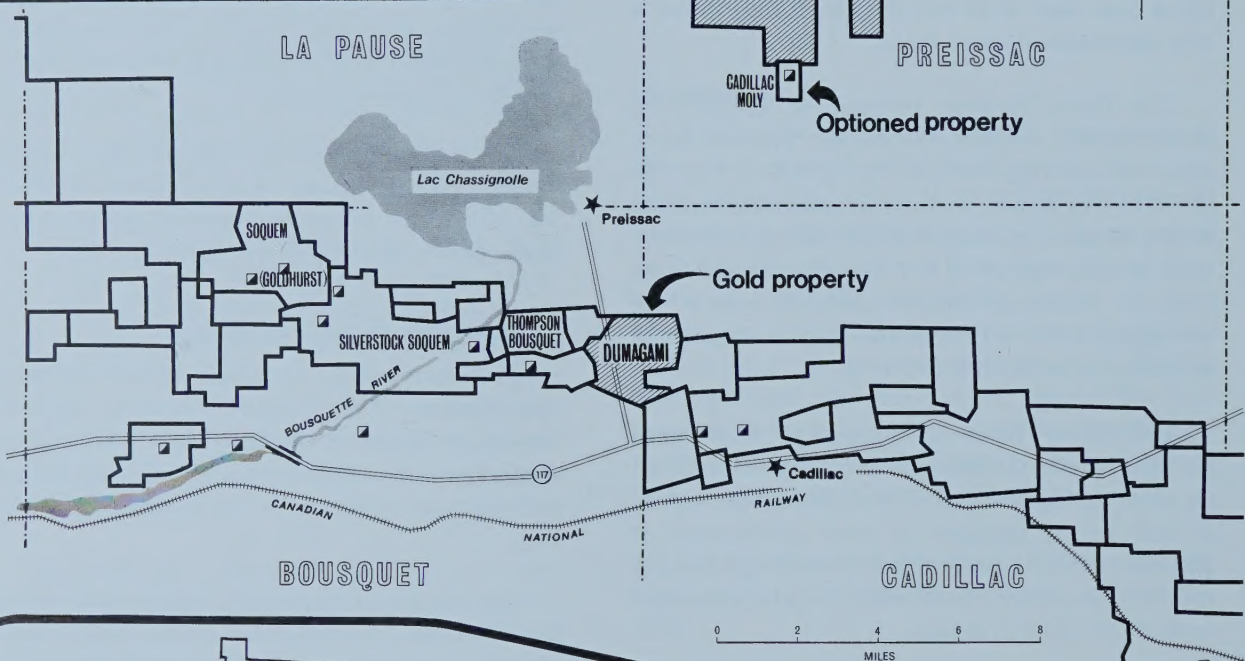 LA PAUSE
PREISSAC
CADILLAC
MOLY
Optioned property
Lac Chassignolle
Preissac
SOQUEM
(GOLDHURST)
Gold property
SILVERSTOCK SOQUEM
THOMPSON
BOUSQUET
DUMAGAMI
BOUSQUETTE RIVER
117
Cadillac
CANADIAN NATIONAL RAILWAY
BOUSQUET
CADILLAC
0 2 4 6 8
MILES